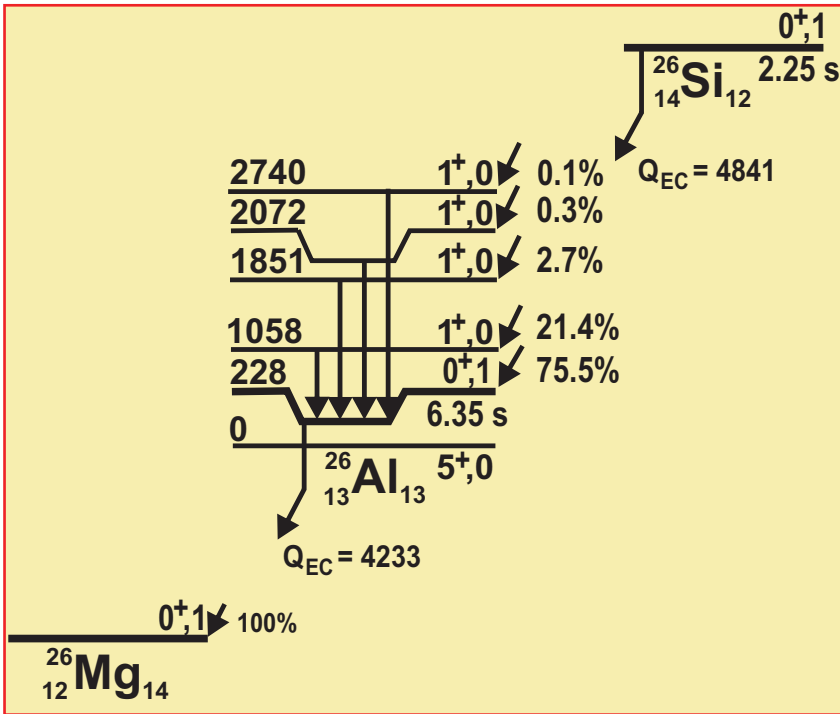 0⁺,1
²⁶₁₄Si₁₂ 2.25 s
Q_EC = 4841
2740 1⁺,0 0.1%
2072 1⁺,0 0.3%
1851 1⁺,0 2.7%
1058 1⁺,0 21.4%
228 0⁺,1 75.5%
6.35 s
0 5⁺,0
²⁶₁₃Al₁₃
Q_EC = 4233
0⁺,1 100%
²⁶₁₂Mg₁₄